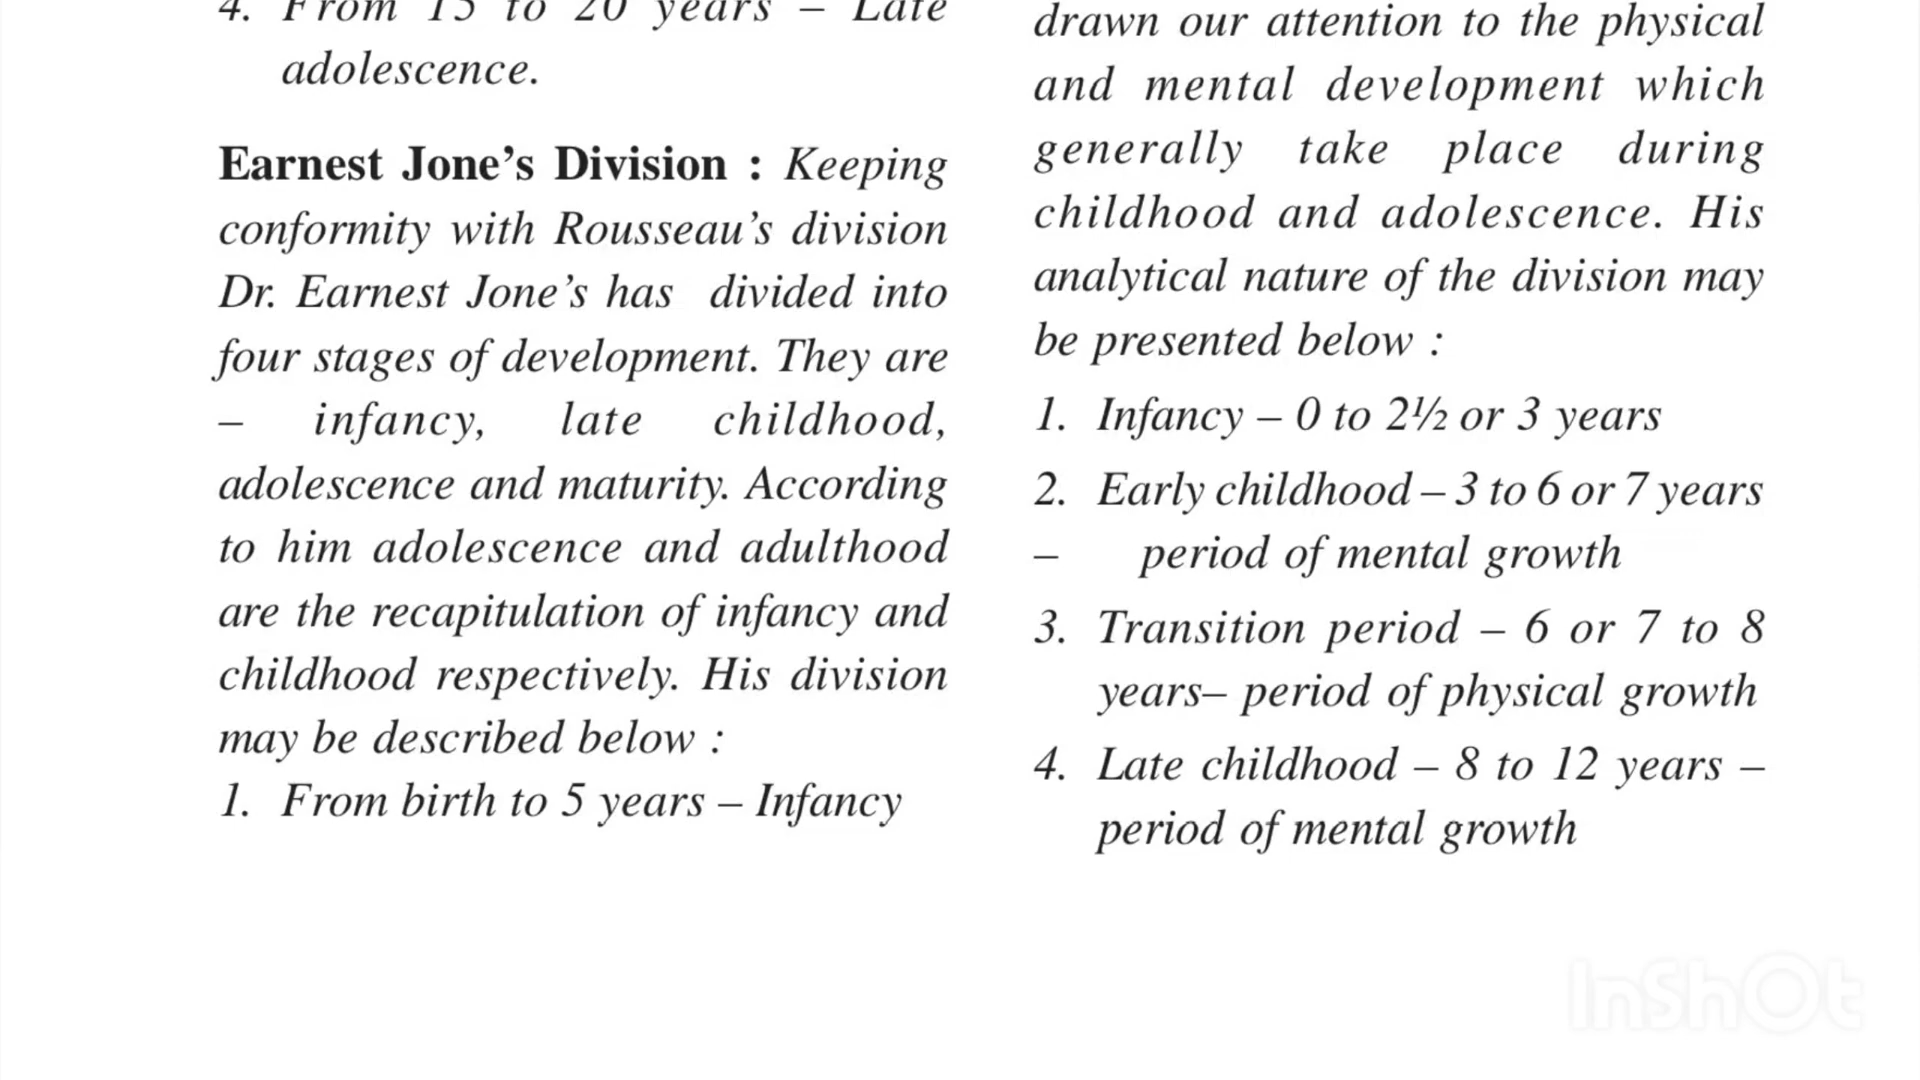 4. From 15 to 20 years – Late
adolescence.
Earnest Jone’s Division : Keeping
conformity with Rousseau’s division
Dr. Earnest Jone’s has divided into
four stages of development. They are
– infancy, late childhood,
adolescence and maturity. According
to him adolescence and adulthood
are the recapitulation of infancy and
childhood respectively. His division
may be described below :
1. From birth to 5 years – Infancy
drawn our attention to the physical
and mental development which
generally take place during
childhood and adolescence. His
analytical nature of the division may
be presented below :
1. Infancy – 0 to 2½ or 3 years
2. Early childhood – 3 to 6 or 7 years
– period of mental growth
3. Transition period – 6 or 7 to 8
years– period of physical growth
4. Late childhood – 8 to 12 years –
period of mental growth
InShOt